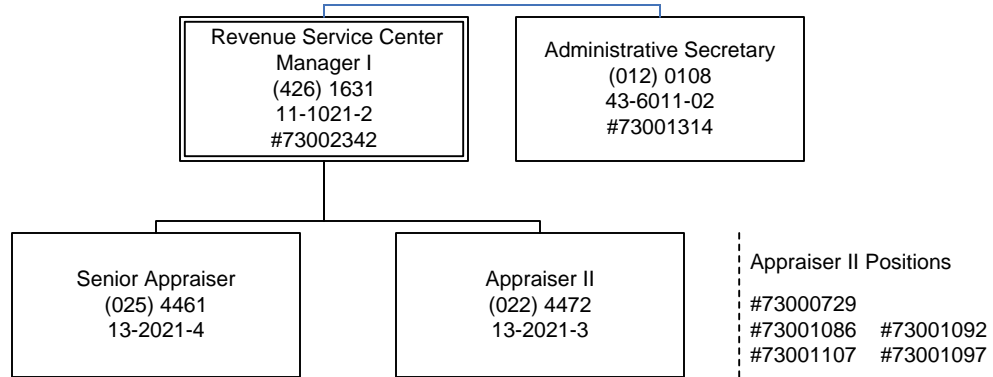 Revenue Service Center
Manager I
(426) 1631
11-1021-2
#73002342
Administrative Secretary
(012) 0108
43-6011-02
#73001314
Senior Appraiser
(025) 4461
13-2021-4
Appraiser II
(022) 4472
13-2021-3
Appraiser II Positions
#73000729
#73001086 #73001092
#73001107 #73001097